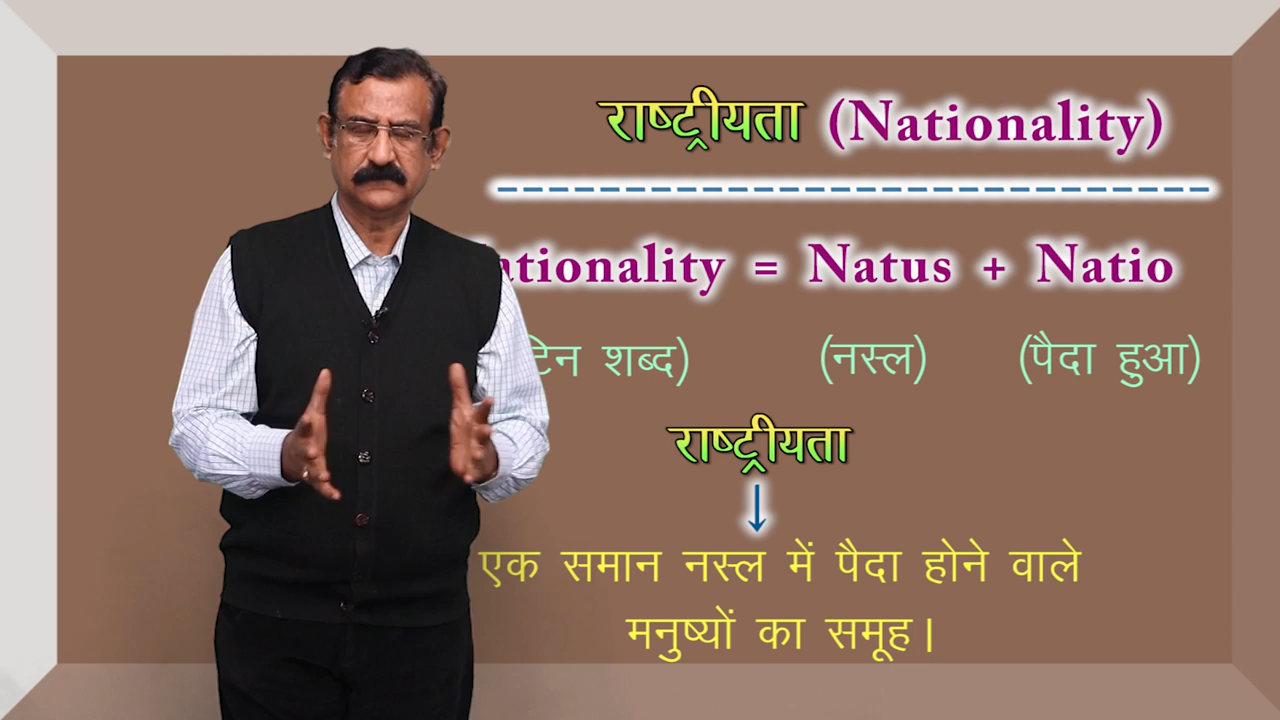 राष्ट्रीयता (Nationality)
= Natus + Natio
शब्द) (नस्ल) (पैदा हुआ)
राष्ट्रीयता
↓
एक समान नस्ल में पैदा होने वाले
मनुष्यों का समूह।